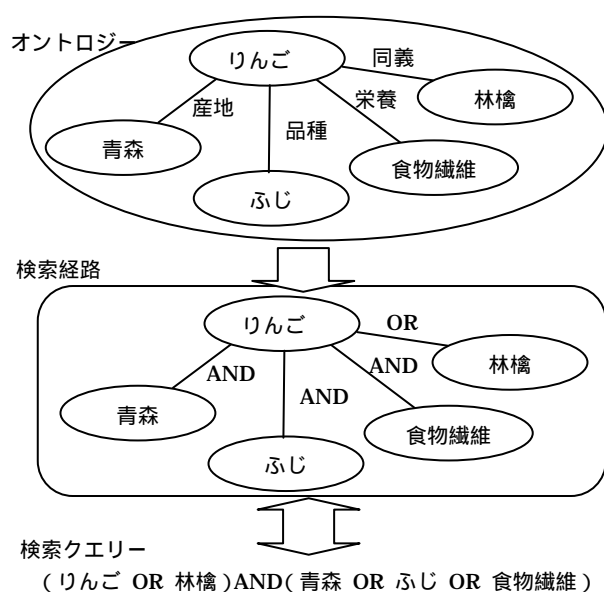 オントロジー
りんご
同義
林檎
産地
栄養
青森
品種
食物繊維
ふじ
検索経路
りんご
OR
林檎
AND
AND
AND
青森
食物繊維
ふじ
検索クエリー
(りんご OR 林檎)AND(青森 OR ふじ OR 食物繊維)